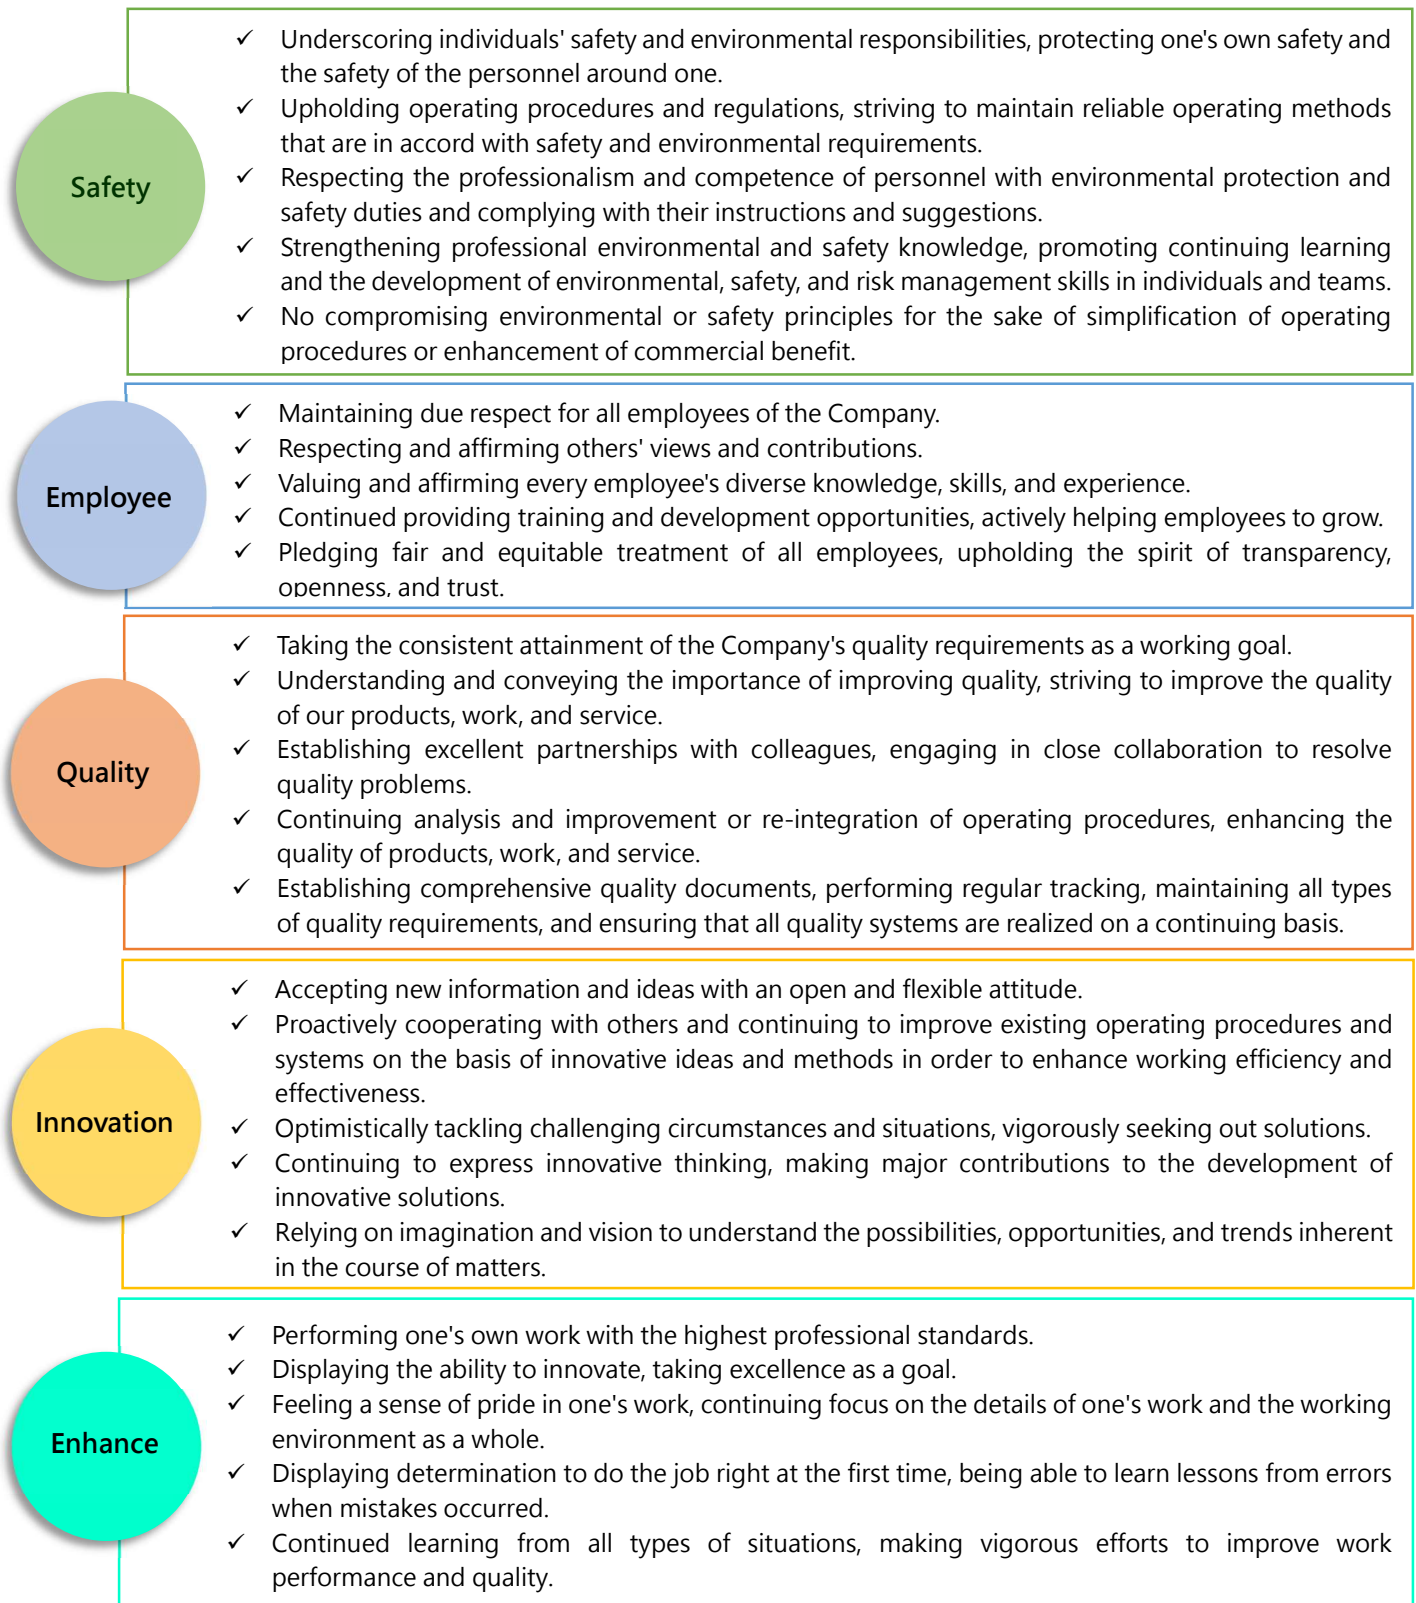 Safety
✓ Underscoring individuals' safety and environmental responsibilities, protecting one's own safety and
the safety of the personnel around one.
✓ Upholding operating procedures and regulations, striving to maintain reliable operating methods
that are in accord with safety and environmental requirements.
✓ Respecting the professionalism and competence of personnel with environmental protection and
safety duties and complying with their instructions and suggestions.
✓ Strengthening professional environmental and safety knowledge, promoting continuing learning
and the development of environmental, safety, and risk management skills in individuals and teams.
✓ No compromising environmental or safety principles for the sake of simplification of operating
procedures or enhancement of commercial benefit.
Employee
✓ Maintaining due respect for all employees of the Company.
✓ Respecting and affirming others' views and contributions.
✓ Valuing and affirming every employee's diverse knowledge, skills, and experience.
✓ Continued providing training and development opportunities, actively helping employees to grow.
✓ Pledging fair and equitable treatment of all employees, upholding the spirit of transparency,
openness, and trust.
Quality
✓ Taking the consistent attainment of the Company's quality requirements as a working goal.
✓ Understanding and conveying the importance of improving quality, striving to improve the quality
of our products, work, and service.
✓ Establishing excellent partnerships with colleagues, engaging in close collaboration to resolve
quality problems.
✓ Continuing analysis and improvement or re-integration of operating procedures, enhancing the
quality of products, work, and service.
✓ Establishing comprehensive quality documents, performing regular tracking, maintaining all types
of quality requirements, and ensuring that all quality systems are realized on a continuing basis.
Innovation
✓ Accepting new information and ideas with an open and flexible attitude.
✓ Proactively cooperating with others and continuing to improve existing operating procedures and
systems on the basis of innovative ideas and methods in order to enhance working efficiency and
effectiveness.
✓ Optimistically tackling challenging circumstances and situations, vigorously seeking out solutions.
✓ Continuing to express innovative thinking, making major contributions to the development of
innovative solutions.
✓ Relying on imagination and vision to understand the possibilities, opportunities, and trends inherent
in the course of matters.
Enhance
✓ Performing one's own work with the highest professional standards.
✓ Displaying the ability to innovate, taking excellence as a goal.
✓ Feeling a sense of pride in one's work, continuing focus on the details of one's work and the working
environment as a whole.
✓ Displaying determination to do the job right at the first time, being able to learn lessons from errors
when mistakes occurred.
✓ Continued learning from all types of situations, making vigorous efforts to improve work
performance and quality.